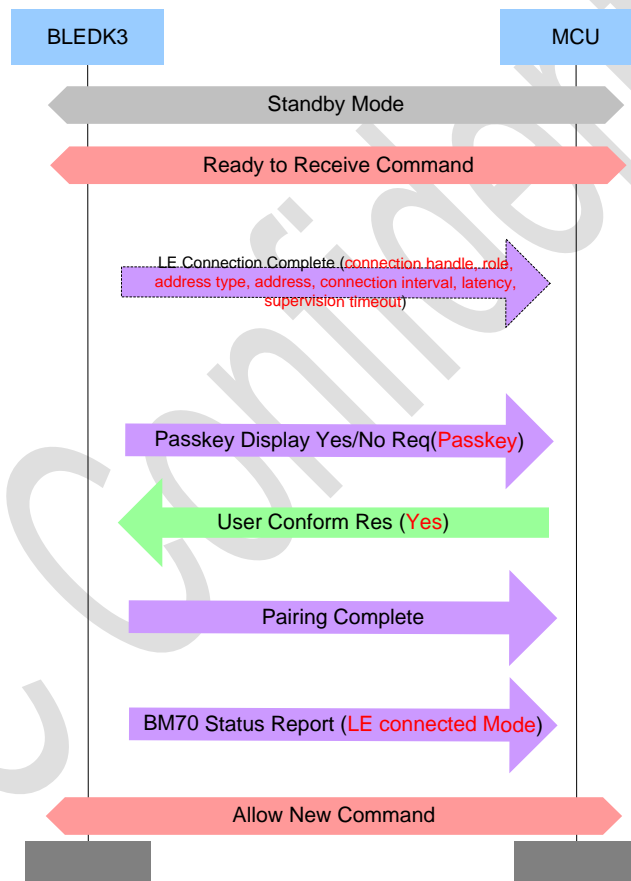 BLEDK3
MCU
Standby Mode
Ready to Receive Command
LE Connection Complete (connection handle, role,
address type, address, connection interval, latency,
supervision timeout)
Passkey Display Yes/No Req(Passkey)
User Conform Res (Yes)
Pairing Complete
BM70 Status Report (LE connected Mode)
Allow New Command